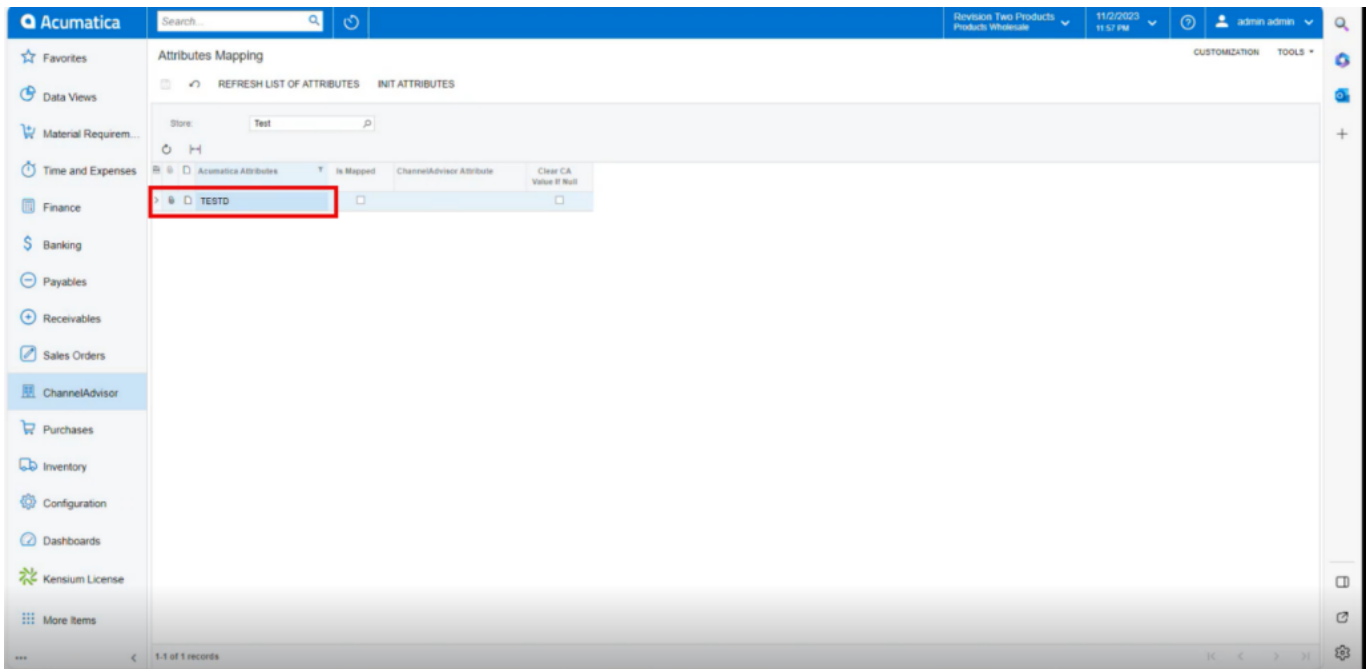 Acumatica
Search...
Revision Two Products
Products Wholesale
11/2/2023
11:57 PM
admin admin
Favorites
Data Views
Material Requirem...
Time and Expenses
Finance
Banking
Payables
Receivables
Sales Orders
ChannelAdvisor
Purchases
Inventory
Configuration
Dashboards
Kensium License
More Items
Attributes Mapping
CUSTOMIZATION TOOLS
REFRESH LIST OF ATTRIBUTES INIT ATTRIBUTES
Store: Test
Acumatica Attributes Is Mapped ChannelAdvisor Attribute Clear CA
Value If Null
TESTD
1-1 of 1 records